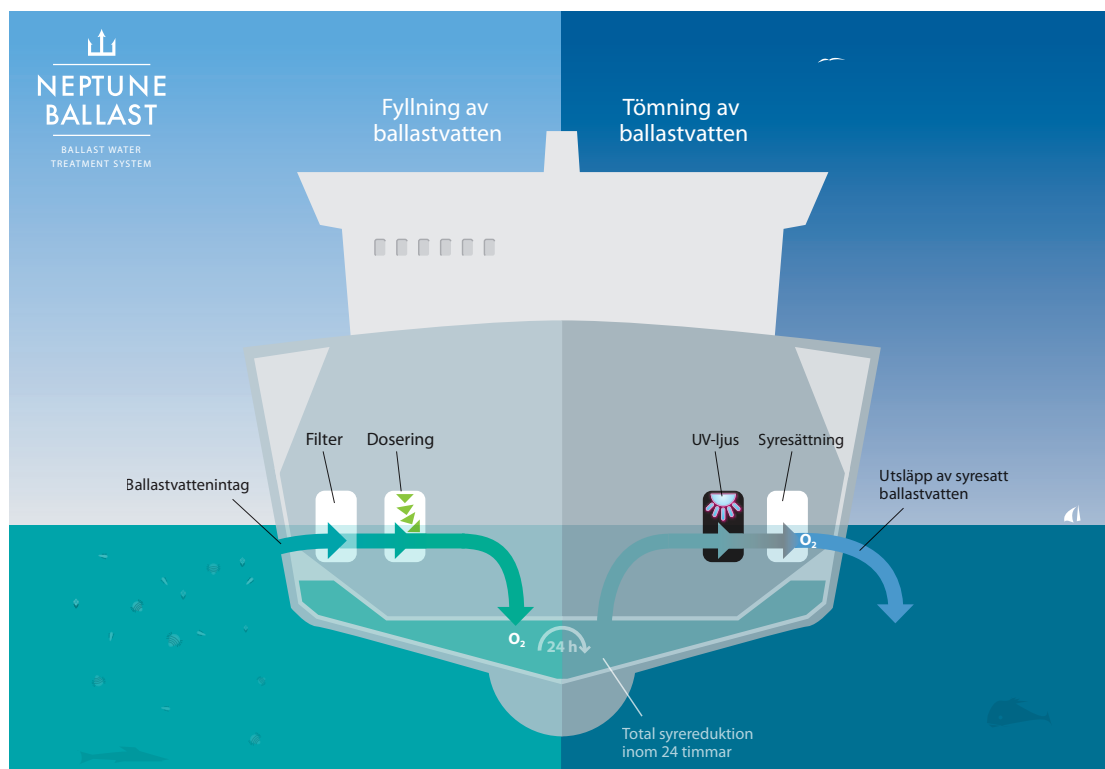 NEPTUNE
BALLAST
BALLAST WATER
TREATMENT SYSTEM
Fyllning av
ballastvatten
Tömning av
ballastvatten
Filter
Dosering
UV-ljus
Syresättning
Ballastvattenintag
Utsläpp av syresatt
ballastvatten
O₂
O₂
24 h
Total syrereduktion
inom 24 timmar